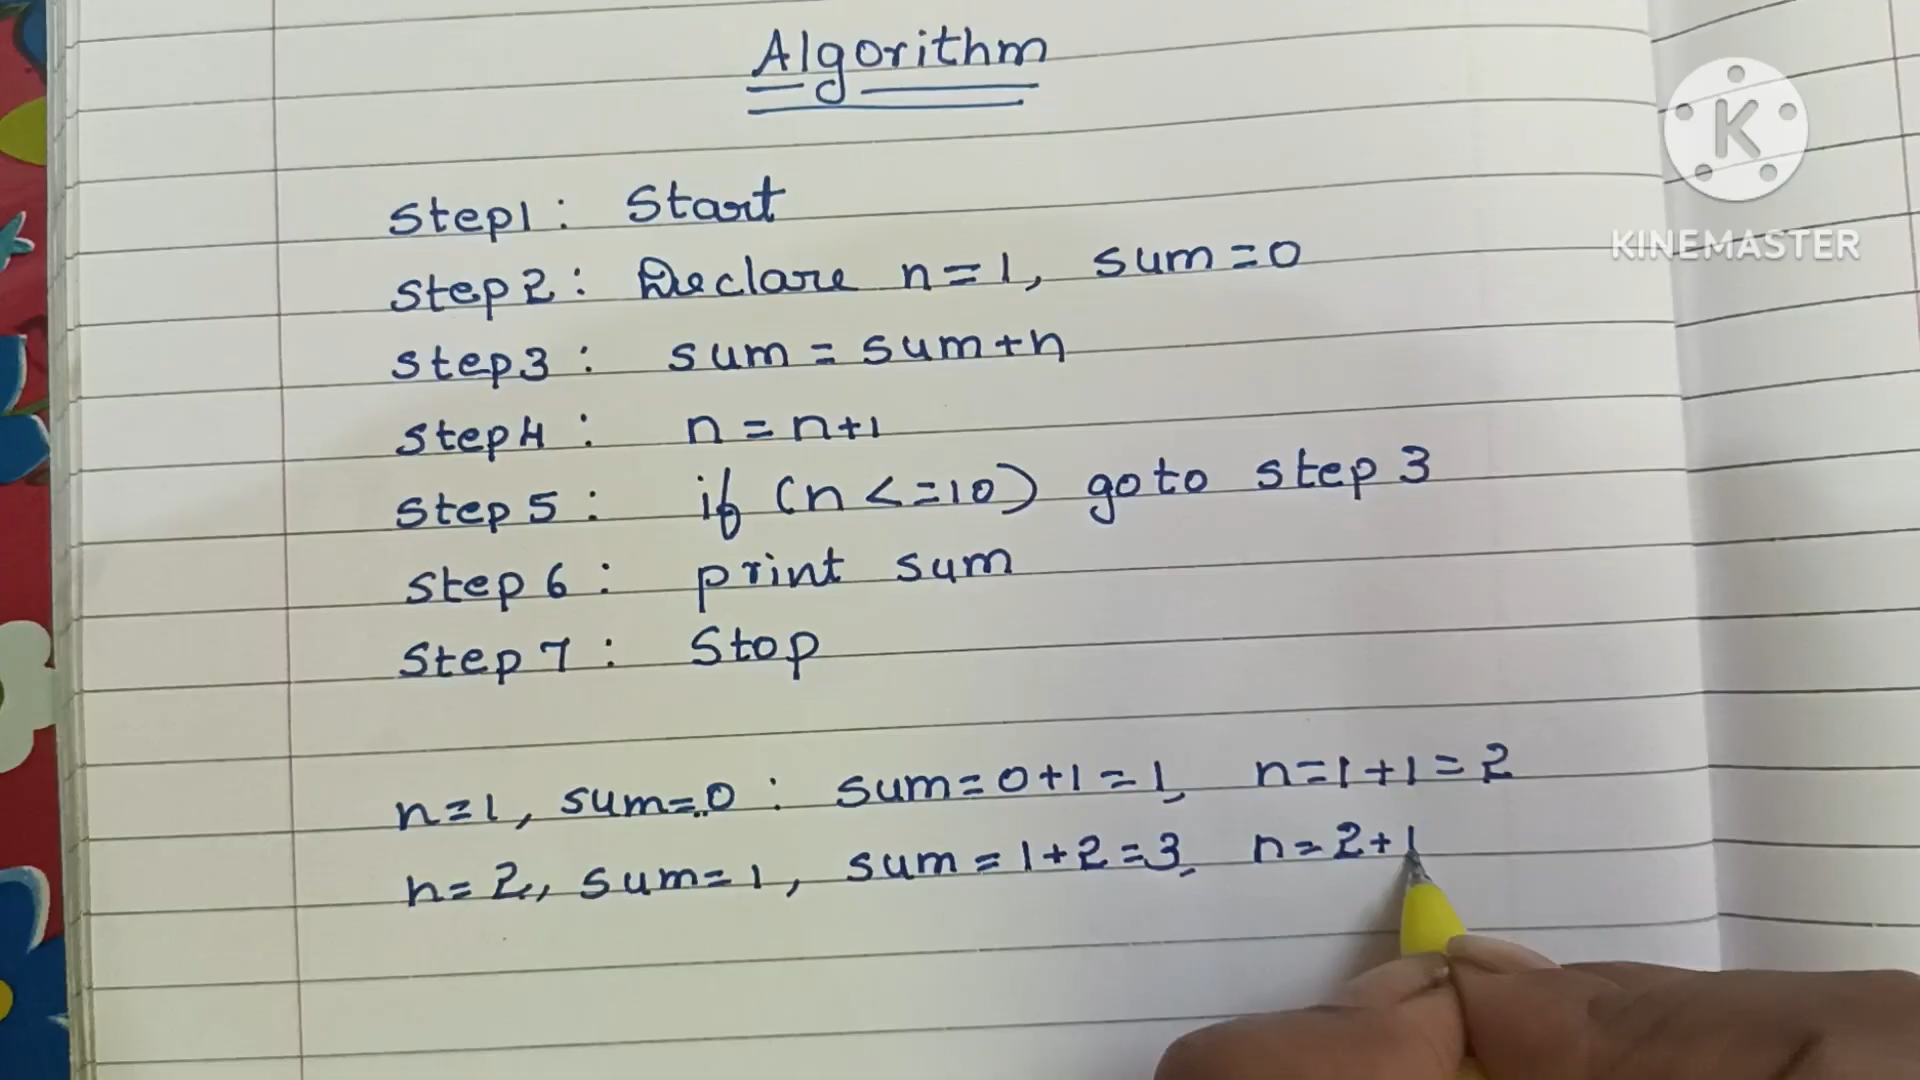 Algorithm
Step1: Start
Step2: Declare n=1, sum=0
Step3: sum=sum+n
Step4: n=n+1
Step5: if (n<=10) goto step 3
Step6: print sum
Step7: Stop
n=1, sum=0: sum=0+1=1, n=1+1=2
n=2, sum=1, sum=1+2=3, n=2+1
K
KINEMASTER